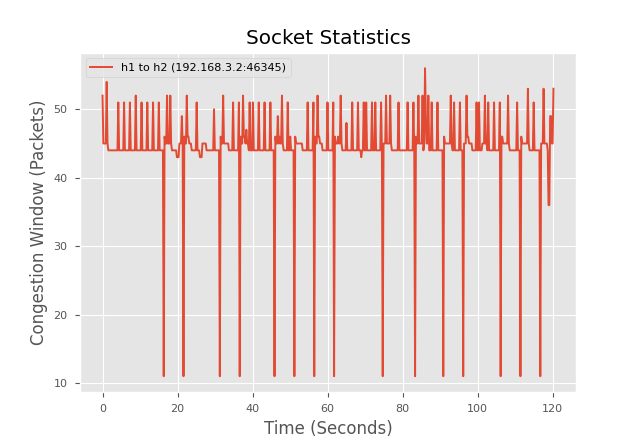 Socket Statistics
h1 to h2 (192.168.3.2:46345)
Congestion Window (Packets)
50
40
30
20
10
0 20 40 60 80 100 120
Time (Seconds)